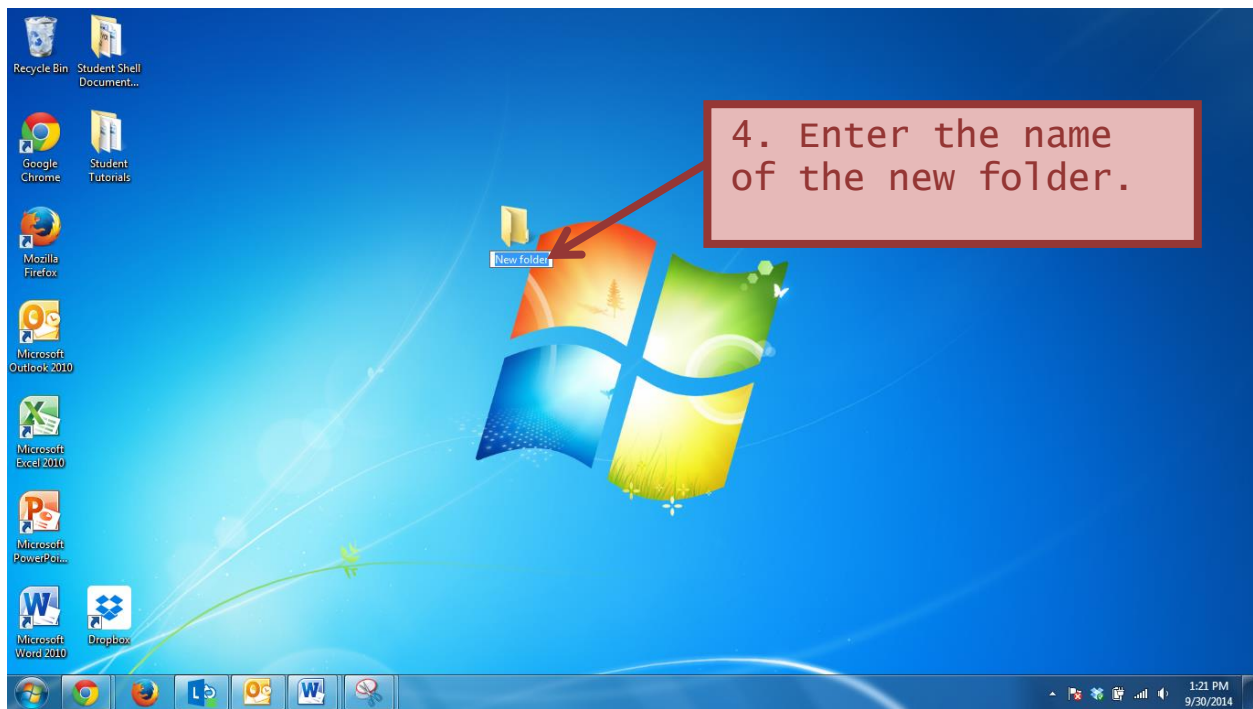 Recycle Bin
Student Shell
Document...
Google
Chrome
Student
Tutorials
Mozilla
Firefox
Microsoft
Outlook 2010
Microsoft
Excel 2010
Microsoft
PowerPoi...
Microsoft
Word 2010
Dropbox
New folder
4. Enter the name
of the new folder.
1:21 PM
9/30/2014